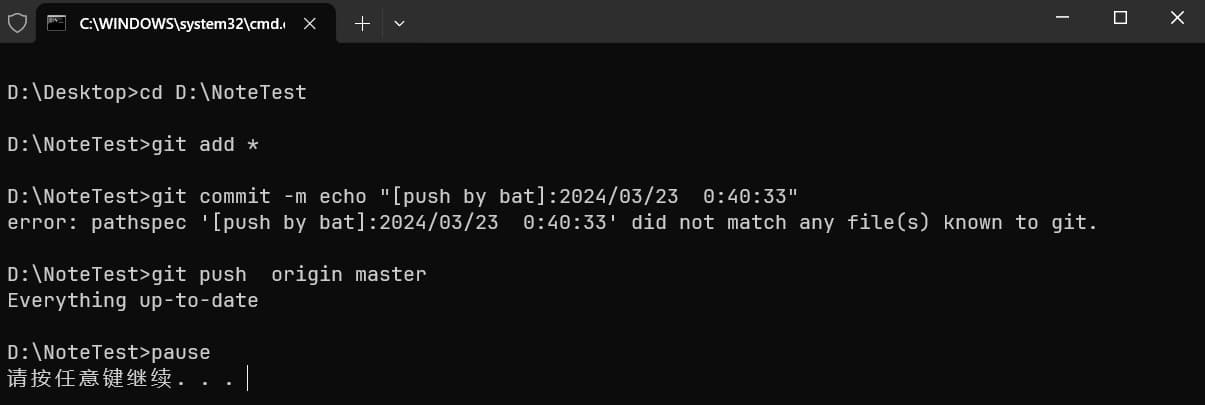 C:\WINDOWS\system32\cmd.e
D:\Desktop>cd D:\NoteTest
D:\NoteTest>git add *
D:\NoteTest>git commit -m echo "[push by bat]:2024/03/23  0:40:33"
error: pathspec '[push by bat]:2024/03/23  0:40:33' did not match any file(s) known to git.
D:\NoteTest>git push  origin master
Everything up-to-date
D:\NoteTest>pause
请按任意键继续. . .